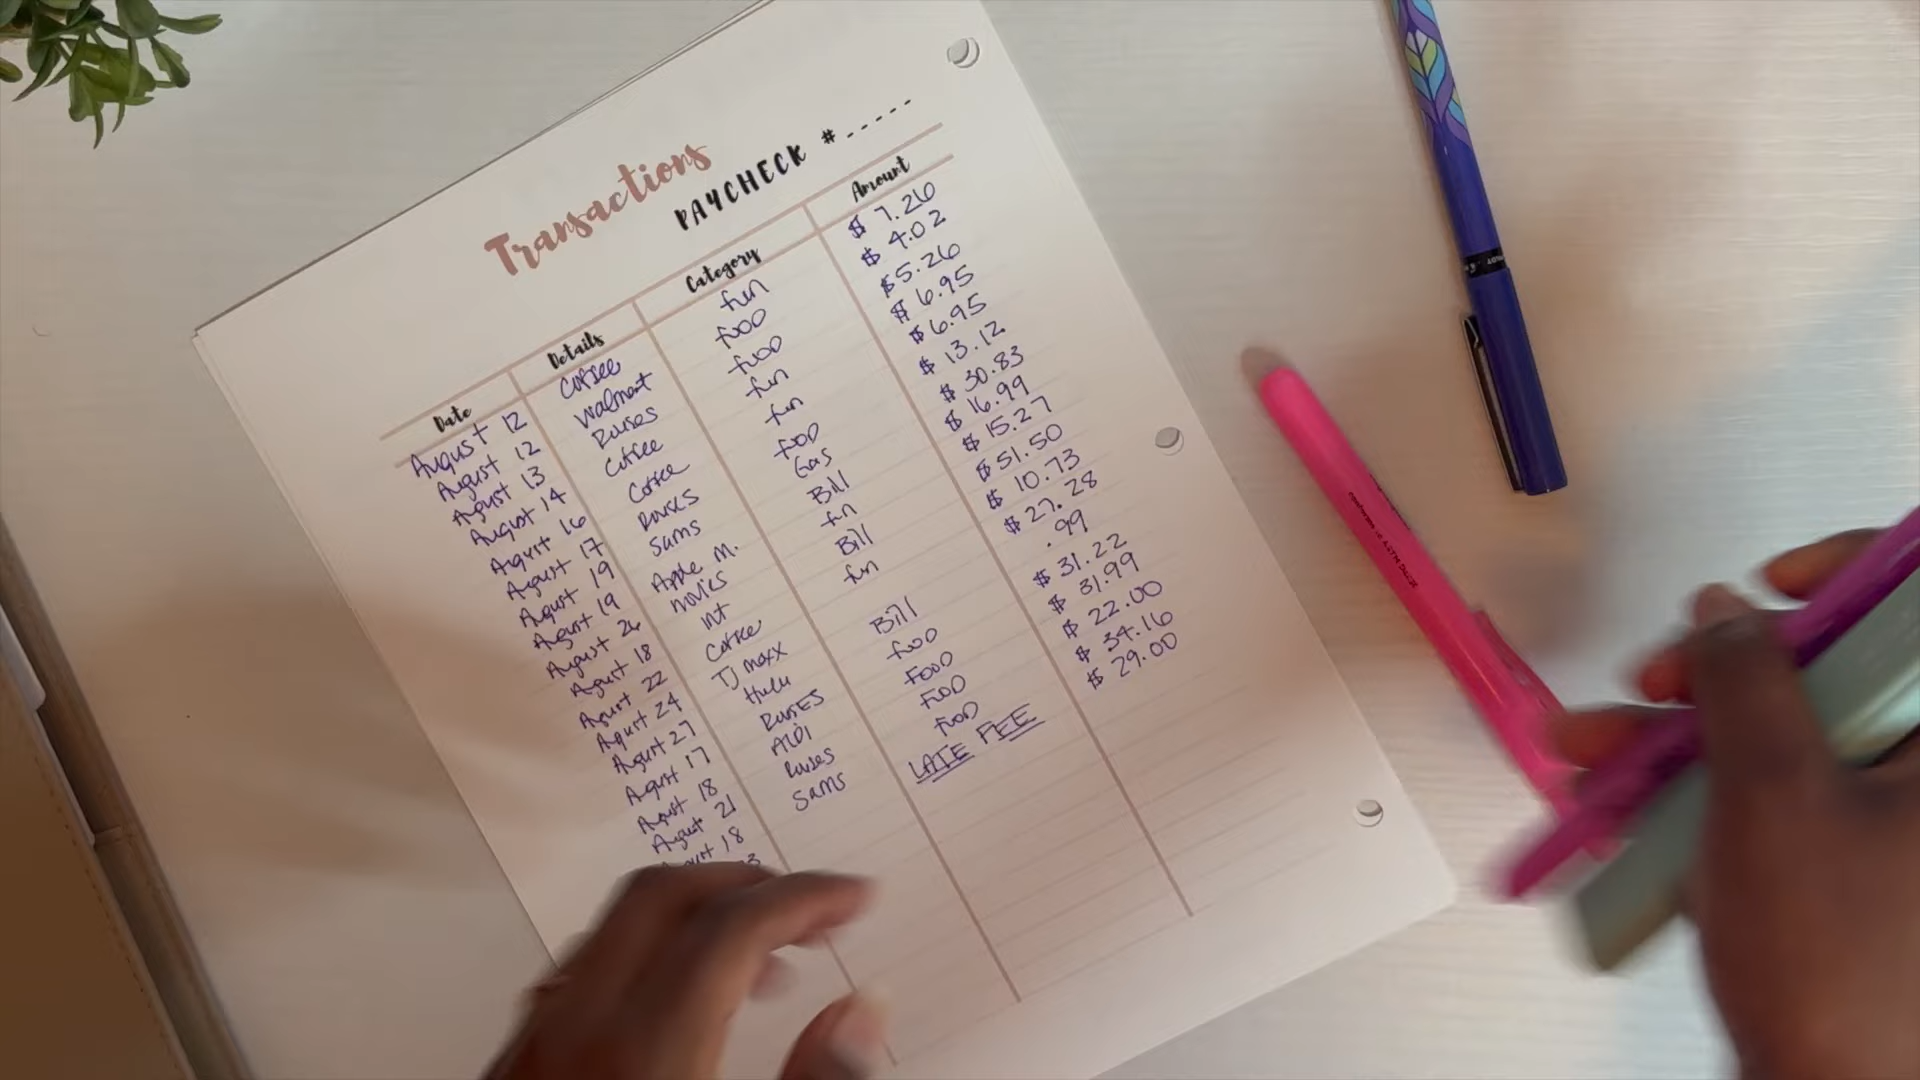 Transactions
PAYCHECK #-----
Date Details Category Amount
August 12 Coffee fun $ 7.26
August 12 Walmart food $ 4.02
August 13 Rouses food $5.26
August 14 Coffee fun $ 6.95
August 16 Coffee fun $ 6.95
August 17 Rouses food $ 13.12
August 19 Sams Gas $ 30.83
August 19 Apple M. Bill $ 16.99
August 26 Movies fun $ 15.27
August 18 Int Bill $ 51.50
August 22 Coffee fun $ 10.73
August 24 TJ maxx $ 27.28
August 27 Hulu Bill .99
August 17 Rouses food $ 31.22
August 18 Aldi Food $ 31.99
August 21 Rouses Food $ 22.00
18 Sams food $ 34.16
LATE FEE $ 29.00